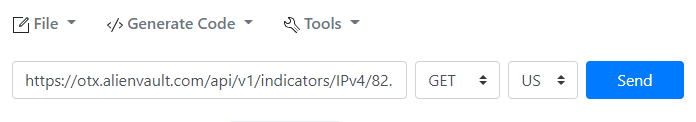 File Generate Code Tools
https://otx.alienvault.com/api/v1/indicators/IPv4/82. GET US Send